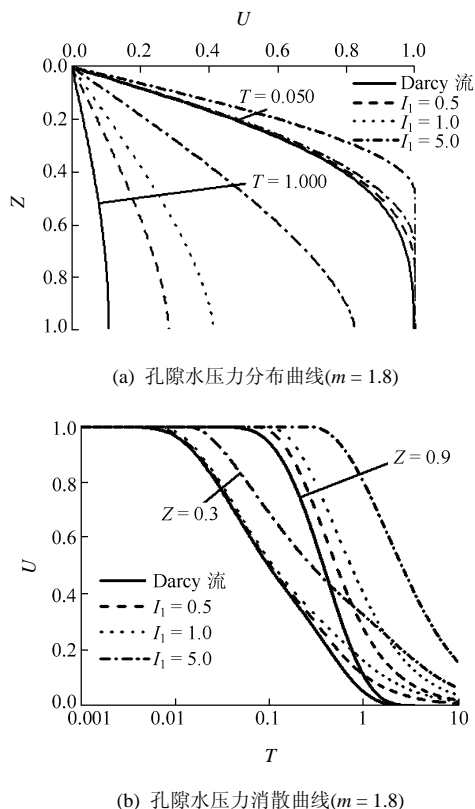 U
0.0 0.2 0.4 0.6 0.8 1.0
0.0
0.2
0.4
0.6
0.8
1.0
Z
T = 0.050
T = 1.000
Darcy 流
I₁ = 0.5
I₁ = 1.0
I₁ = 5.0
(a) 孔隙水压力分布曲线(m = 1.8)
1.0
0.8
0.6
0.4
0.2
0.0
U
Z = 0.9
Z = 0.3
Darcy 流
I₁ = 0.5
I₁ = 1.0
I₁ = 5.0
0.001 0.01 0.1 1 10
T
(b) 孔隙水压力消散曲线(m = 1.8)